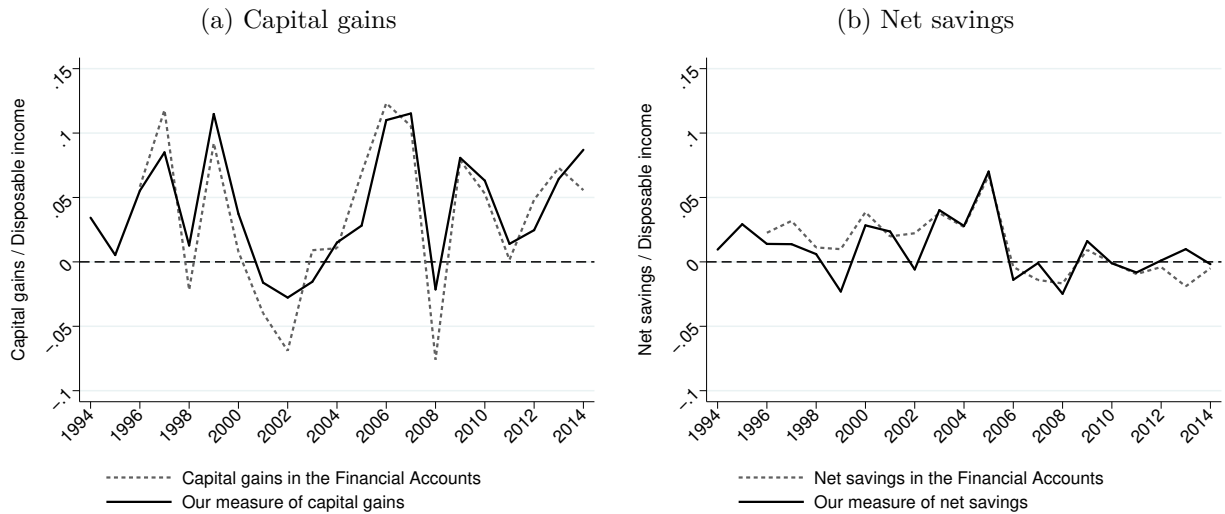 (a) Capital gains
Capital gains / Disposable income
.15
.1
.05
0
-.05
-.1
1994 1996 1998 2000 2002 2004 2006 2008 2010 2012 2014
Capital gains in the Financial Accounts
Our measure of capital gains
(b) Net savings
Net savings / Disposable income
.15
.1
.05
0
-.05
-.1
1994 1996 1998 2000 2002 2004 2006 2008 2010 2012 2014
Net savings in the Financial Accounts
Our measure of net savings